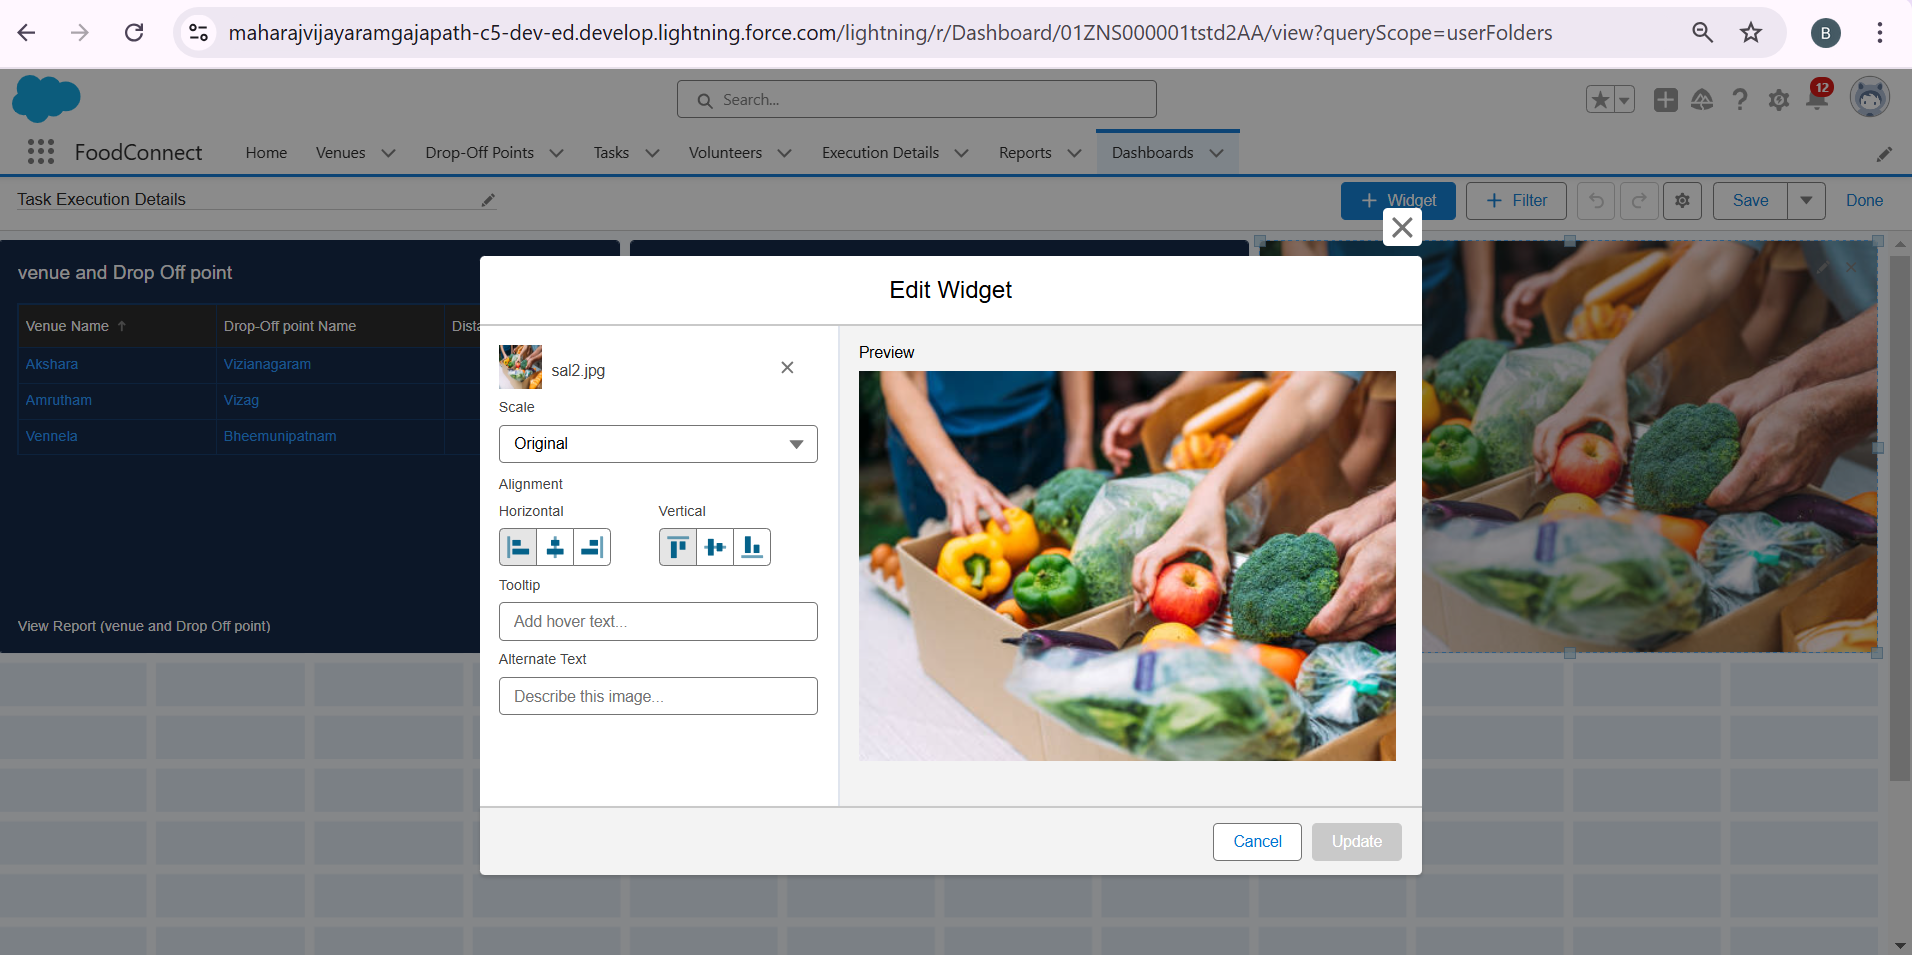 maharajvijayaramgajapath-c5-dev-ed.develop.lightning.force.com/lightning/r/Dashboard/01ZNS000001tstd2AA/view?queryScope=userFolders
B
Search...
12
FoodConnect
Home
Venues
Drop-Off Points
Tasks
Volunteers
Execution Details
Reports
Dashboards
Task Execution Details
Widget
Filter
Save
Done
venue and Drop Off point
Venue Name
Drop-Off point Name
Dista
Akshara
Vizianagaram
Amrutham
Vizag
Vennela
Bheemunipatnam
View Report (venue and Drop Off point)
Edit Widget
sal2.jpg
Scale
Original
Alignment
Horizontal
Vertical
Tooltip
Add hover text...
Alternate Text
Describe this image...
Preview
Cancel
Update